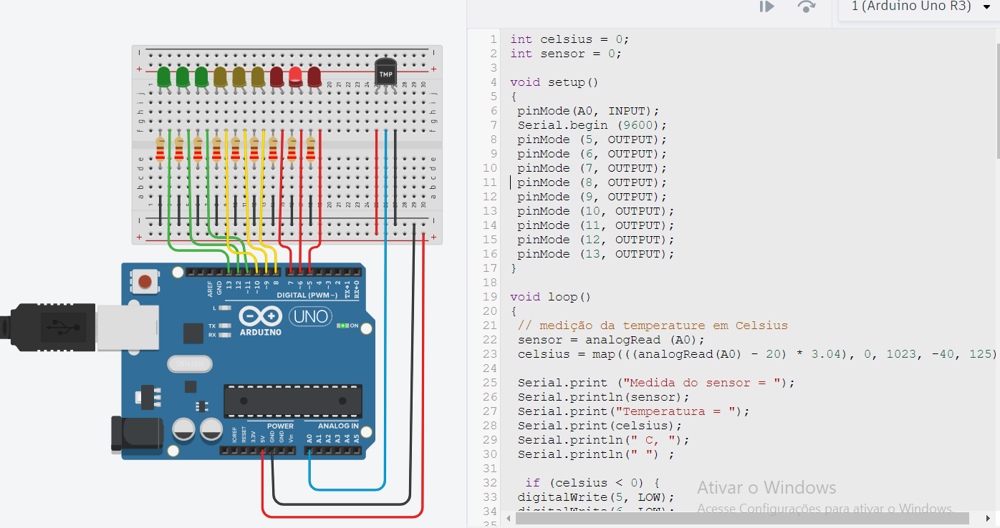 1 (Arduino Uno R3)
TMP
AREF
GND
13
12
~11
~10
~9
8
7
~6
~5
4
~3
2
TX→1
RX←0
DIGITAL (PWM~)
L
TX
RX
ARDUINO
UNO
ON
IOREF
RESET
3.3V
5V
GND
GND
Vin
POWER
ANALOG IN
A0
A1
A2
A3
A4
A5
1 int celsius = 0;
2 int sensor = 0;
3
4 void setup()
5 {
6 pinMode(A0, INPUT);
7 Serial.begin (9600);
8 pinMode (5, OUTPUT);
9 pinMode (6, OUTPUT);
10 pinMode (7, OUTPUT);
11 pinMode (8, OUTPUT);
12 pinMode (9, OUTPUT);
13 pinMode (10, OUTPUT);
14 pinMode (11, OUTPUT);
15 pinMode (12, OUTPUT);
16 pinMode (13, OUTPUT);
17 }
18
19 void loop()
20 {
21 // medição da temperature em Celsius
22 sensor = analogRead (A0);
23 celsius = map(((analogRead(A0) - 20) * 3.04), 0, 1023, -40, 125)
24
25 Serial.print ("Medida do sensor = ");
26 Serial.println(sensor);
27 Serial.print("Temperatura = ");
28 Serial.print(celsius);
29 Serial.println(" C, ");
30 Serial.println(" ") ;
31
32 if (celsius < 0) {
33 digitalWrite(5, LOW);
34 digitalWrite(6, LOW);
35
Ativar o Windows
Acesse Configurações para ativar o Windows.